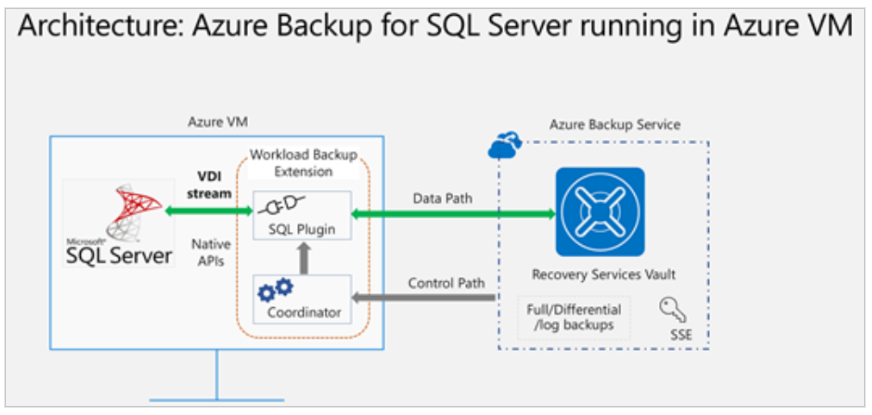 Architecture: Azure Backup for SQL Server running in Azure VM
Azure VM
Azure Backup Service
Workload Backup
Extension
VDI
stream
SQL Plugin
Data Path
Microsoft®
SQL Server
Native
APIs
Coordinator
Control Path
Recovery Services Vault
Full/Differential
/log backups
SSE